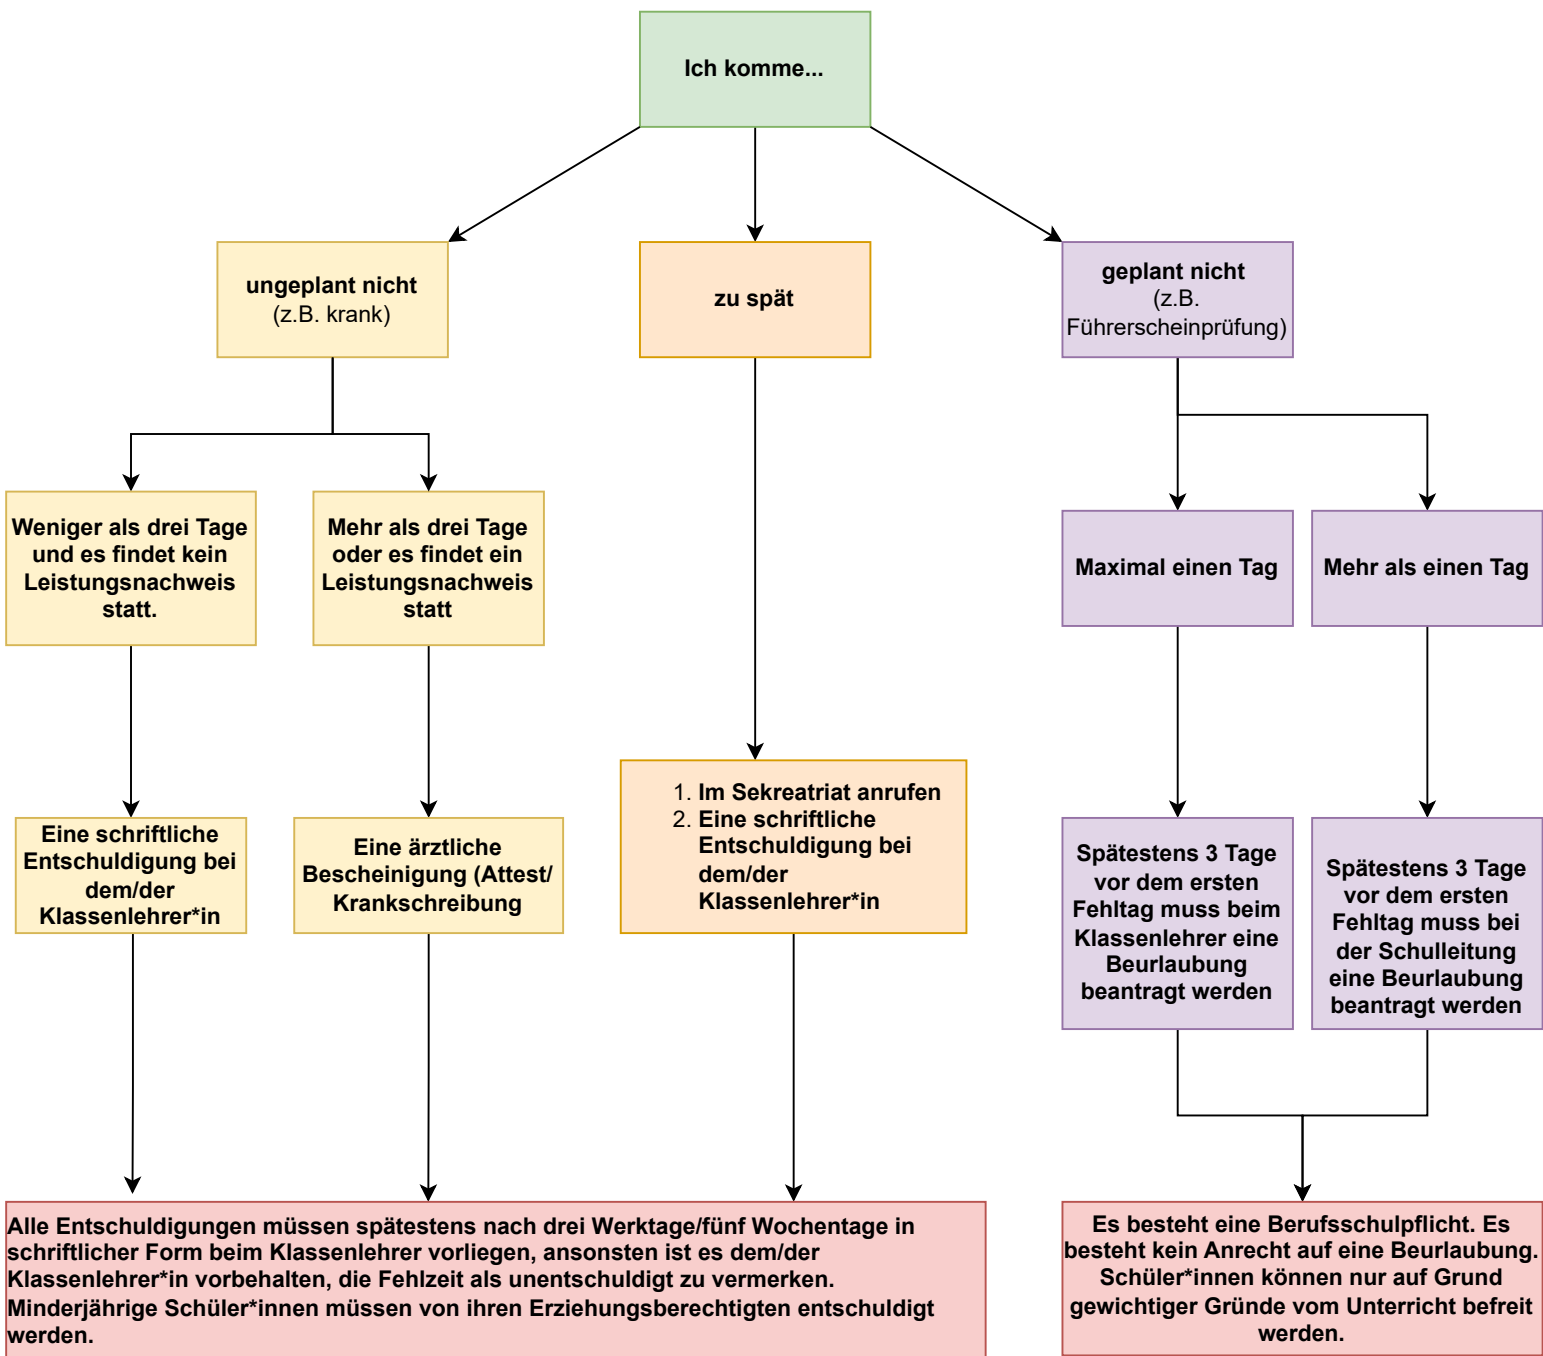 Ich komme...
ungeplant nicht
(z.B. krank)
zu spät
geplant nicht
(z.B.
Führerscheinprüfung)
Weniger als drei Tage
und es findet kein
Leistungsnachweis
statt.
Mehr als drei Tage
oder es findet ein
Leistungsnachweis
statt
Maximal einen Tag
Mehr als einen Tag
Eine schriftliche
Entschuldigung bei
dem/der
Klassenlehrer*in
Eine ärztliche
Bescheinigung (Attest/
Krankschreibung
1. Im Sekreatriat anrufen
2. Eine schriftliche
Entschuldigung bei
dem/der
Klassenlehrer*in
Spätestens 3 Tage
vor dem ersten
Fehltag muss beim
Klassenlehrer eine
Beurlaubung
beantragt werden
Spätestens 3 Tage
vor dem ersten
Fehltag muss bei
der Schulleitung
eine Beurlaubung
beantragt werden
Alle Entschuldigungen müssen spätestens nach drei Werktage/fünf Wochentage in
schriftlicher Form beim Klassenlehrer vorliegen, ansonsten ist es dem/der
Klassenlehrer*in vorbehalten, die Fehlzeit als unentschuldigt zu vermerken.
Minderjährige Schüler*innen müssen von ihren Erziehungsberechtigten entschuldigt
werden.
Es besteht eine Berufsschulpflicht. Es
besteht kein Anrecht auf eine Beurlaubung.
Schüler*innen können nur auf Grund
gewichtiger Gründe vom Unterricht befreit
werden.